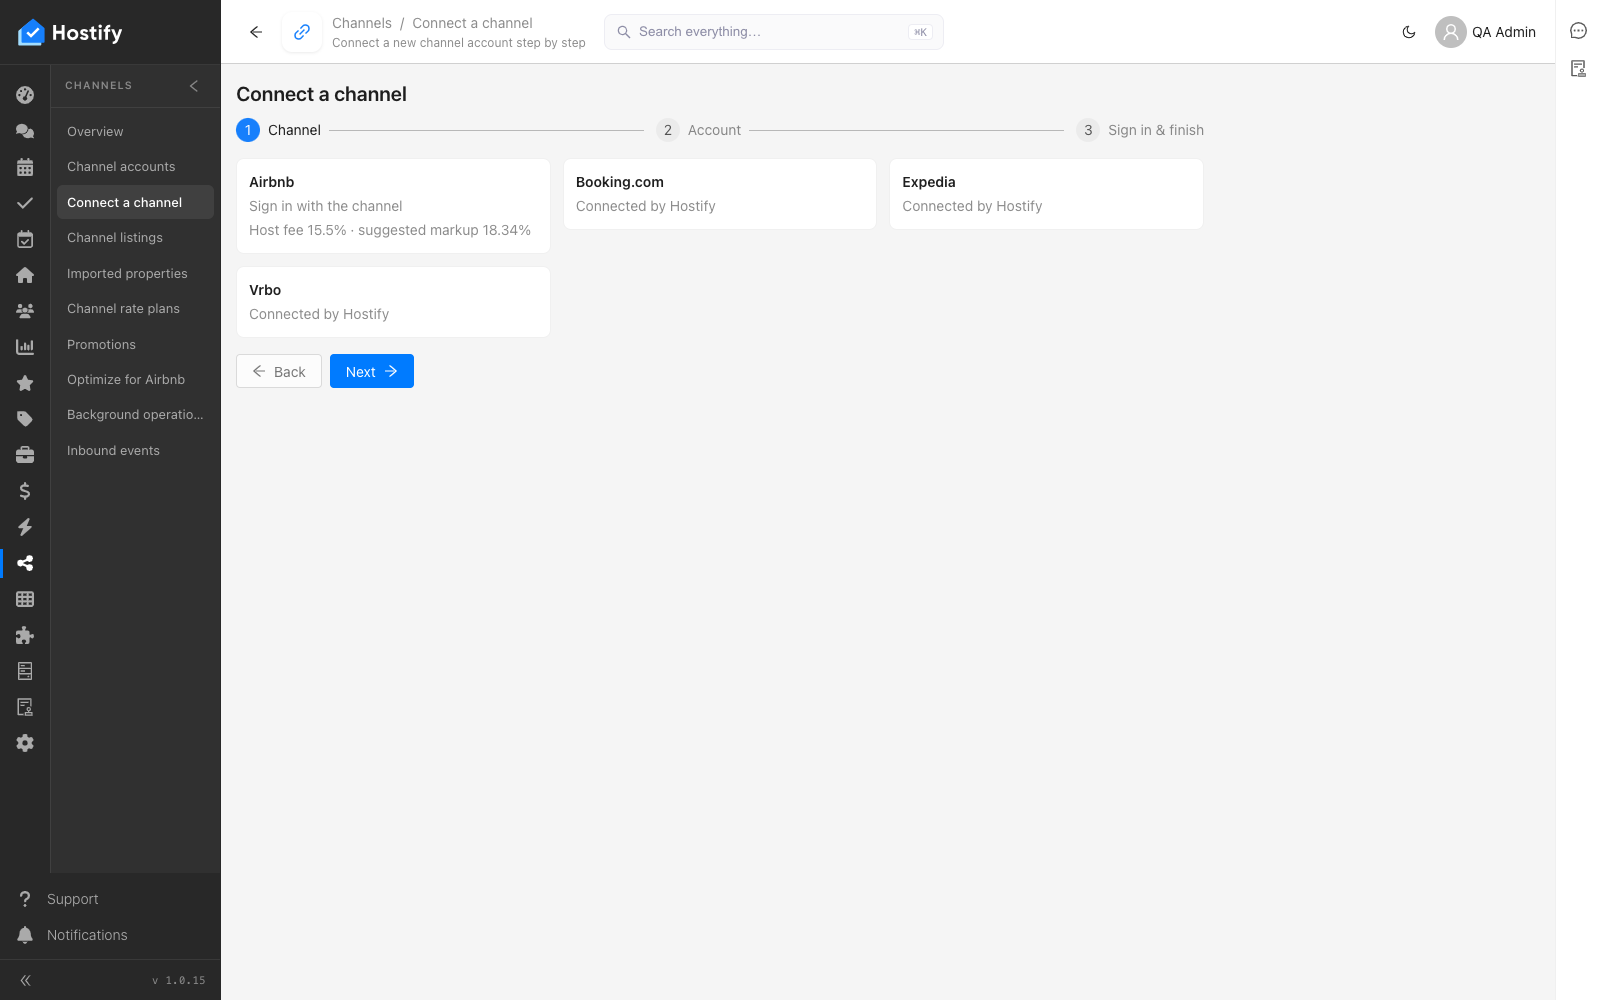 Hostify
Channels / Connect a channel
Connect a new channel account step by step
Search everything...
⌘K
QA Admin
CHANNELS
Overview
Channel accounts
Connect a channel
Channel listings
Imported properties
Channel rate plans
Promotions
Optimize for Airbnb
Background operatio...
Inbound events
Support
Notifications
v 1.0.15
Connect a channel
1 Channel
2 Account
3 Sign in & finish
Airbnb
Sign in with the channel
Host fee 15.5% · suggested markup 18.34%
Booking.com
Connected by Hostify
Expedia
Connected by Hostify
Vrbo
Connected by Hostify
Back
Next